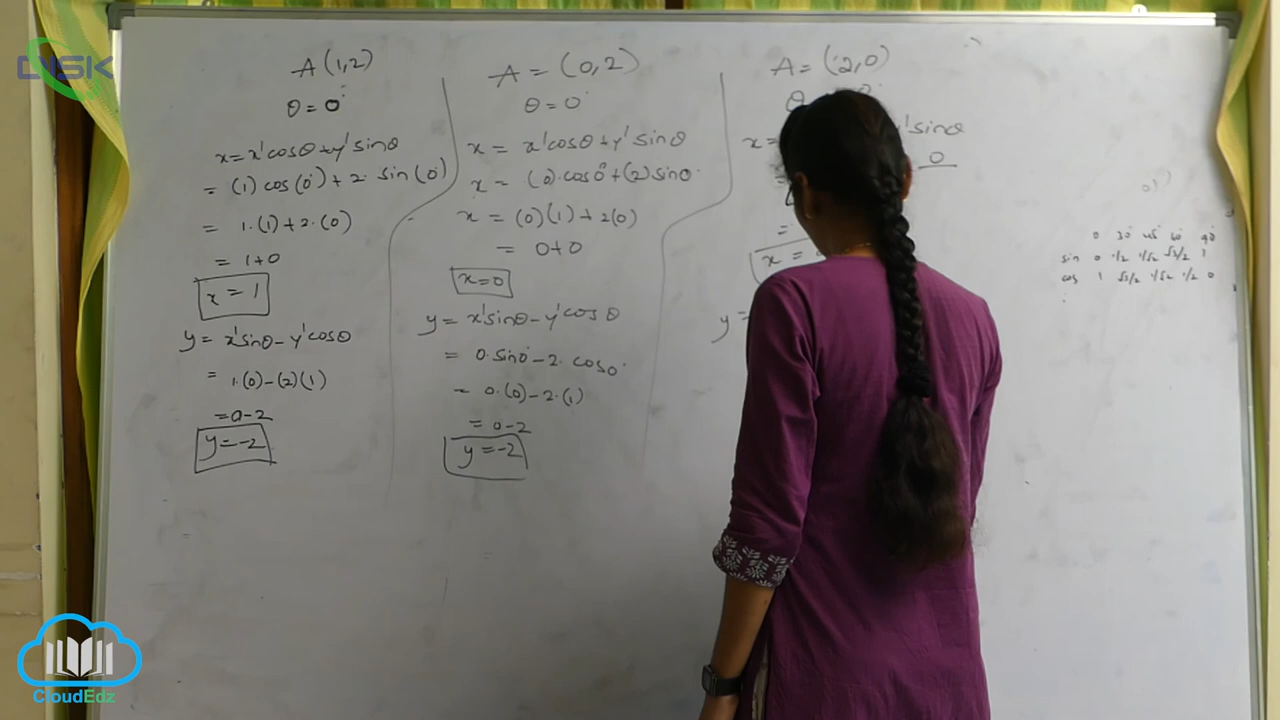 DISK
A (1,2)
θ = 0°
x = x'cosθ + y'sinθ
= (1) cos(0°) + 2 · sin(0°)
= 1·(1) + 2·(0)
= 1+0
x = 1
y = x'sinθ - y'cosθ
= 1·(0) - (2)(1)
= 0-2
y = -2
A = (0,2)
θ = 0°
x = x'cosθ + y'sinθ
x = (0)·cos0° + (2)sin0·
x = (0)(1) + 2(0)
= 0+0
x = 0
y = x'sinθ - y'cosθ
= 0·sin0° - 2·cos0°
= 0·(0) - 2·(1)
= 0-2
y = -2
A = (2,0)
θ
x = y'sinθ
0
=
x =
y =
0 30° 45° 60° 90°
sin 0 1/2 1/√2 √3/2 1
cos 1 √3/2 1/√2 1/2 0
CloudEdz